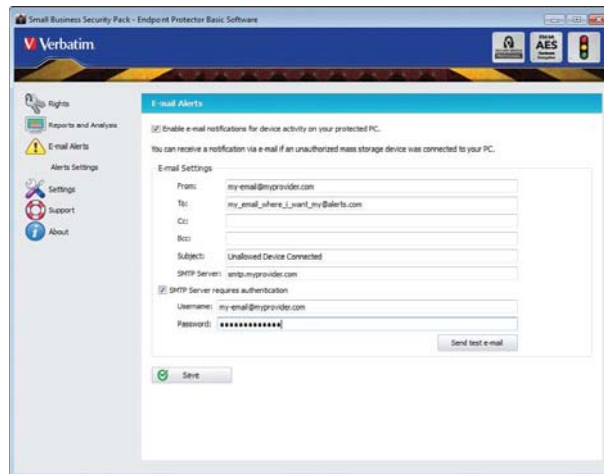 Small Business Security Pack - Endpoint Protector Basic Software
Verbatim.
AES
Rights
Reports and Analysis
E-mail Alerts
Alerts Settings
Settings
Support
About
E-mail Alerts
Enable e-mail notifications for device activity on your protected PC.
You can receive a notification via e-mail if an unauthorized mass storage device was connected to your PC.
E-mail Settings
From: my-email@myprovider.com
To: my_email_where_i_want_my@alerts.com
Cc:
Bcc:
Subject: Unallowed Device Connected
SMTP Server: smtp.myprovider.com
SMTP Server requires authentication
Username: my-email@myprovider.com
Password: •••••••••••••
Send test e-mail
Save